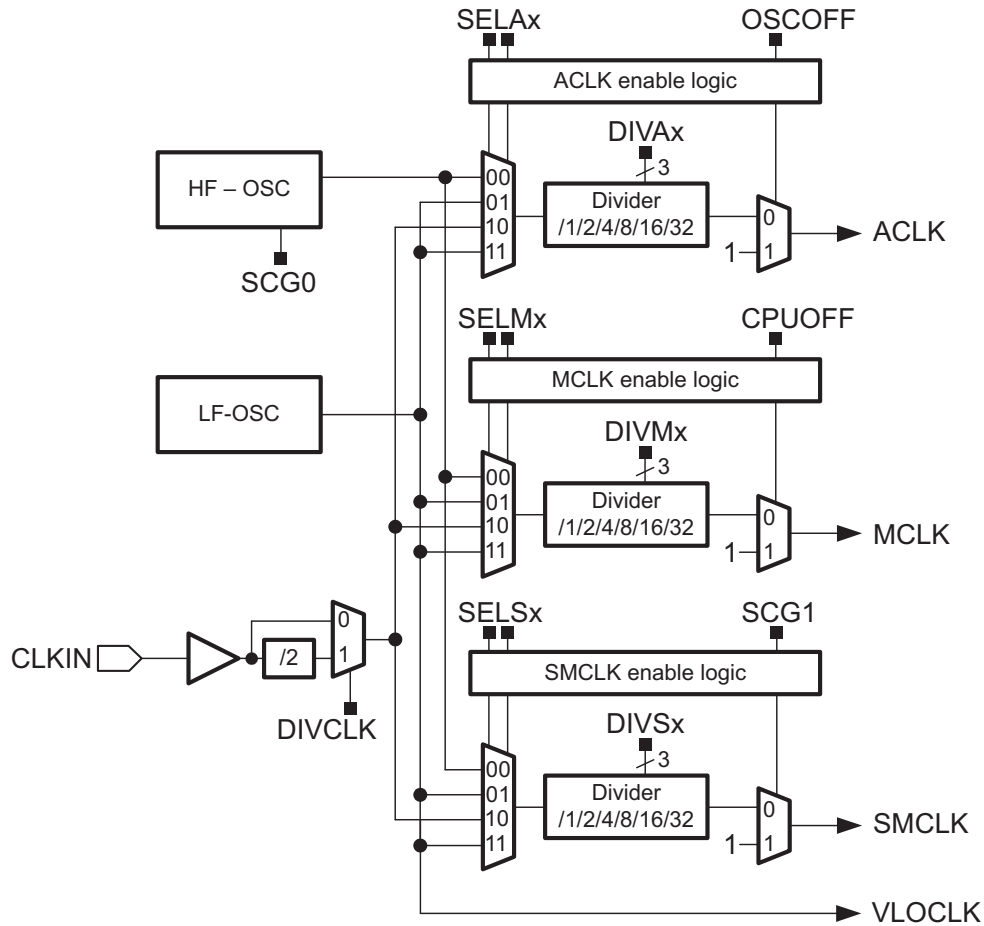 SELAx
OSCOFF
ACLK enable logic
DIVAx
3
HF – OSC
SCG0
00
01
10
11
Divider
/1/2/4/8/16/32
0
1
1
ACLK
SELMx
CPUOFF
MCLK enable logic
LF-OSC
DIVMx
3
00
01
10
11
Divider
/1/2/4/8/16/32
0
1
1
MCLK
SELSx
SCG1
SMCLK enable logic
CLKIN
/2
0
1
DIVCLK
DIVSx
3
00
01
10
11
Divider
/1/2/4/8/16/32
0
1
1
SMCLK
VLOCLK